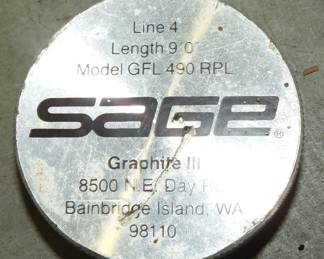 Line 4
Length 9'0"
Model GFL 490 RPL
SAGE®
Graphite III
8500 N.E. Day
Bainbridge Island, WA
98110